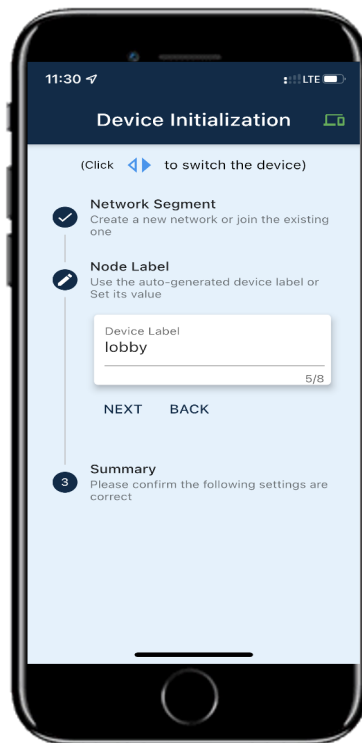 11:30
LTE
Device Initialization
(Click to switch the device)
Network Segment
Create a new network or join the existing
one
Node Label
Use the auto-generated device label or
Set its value
Device Label
lobby
5/8
NEXT BACK
3
Summary
Please confirm the following settings are
correct